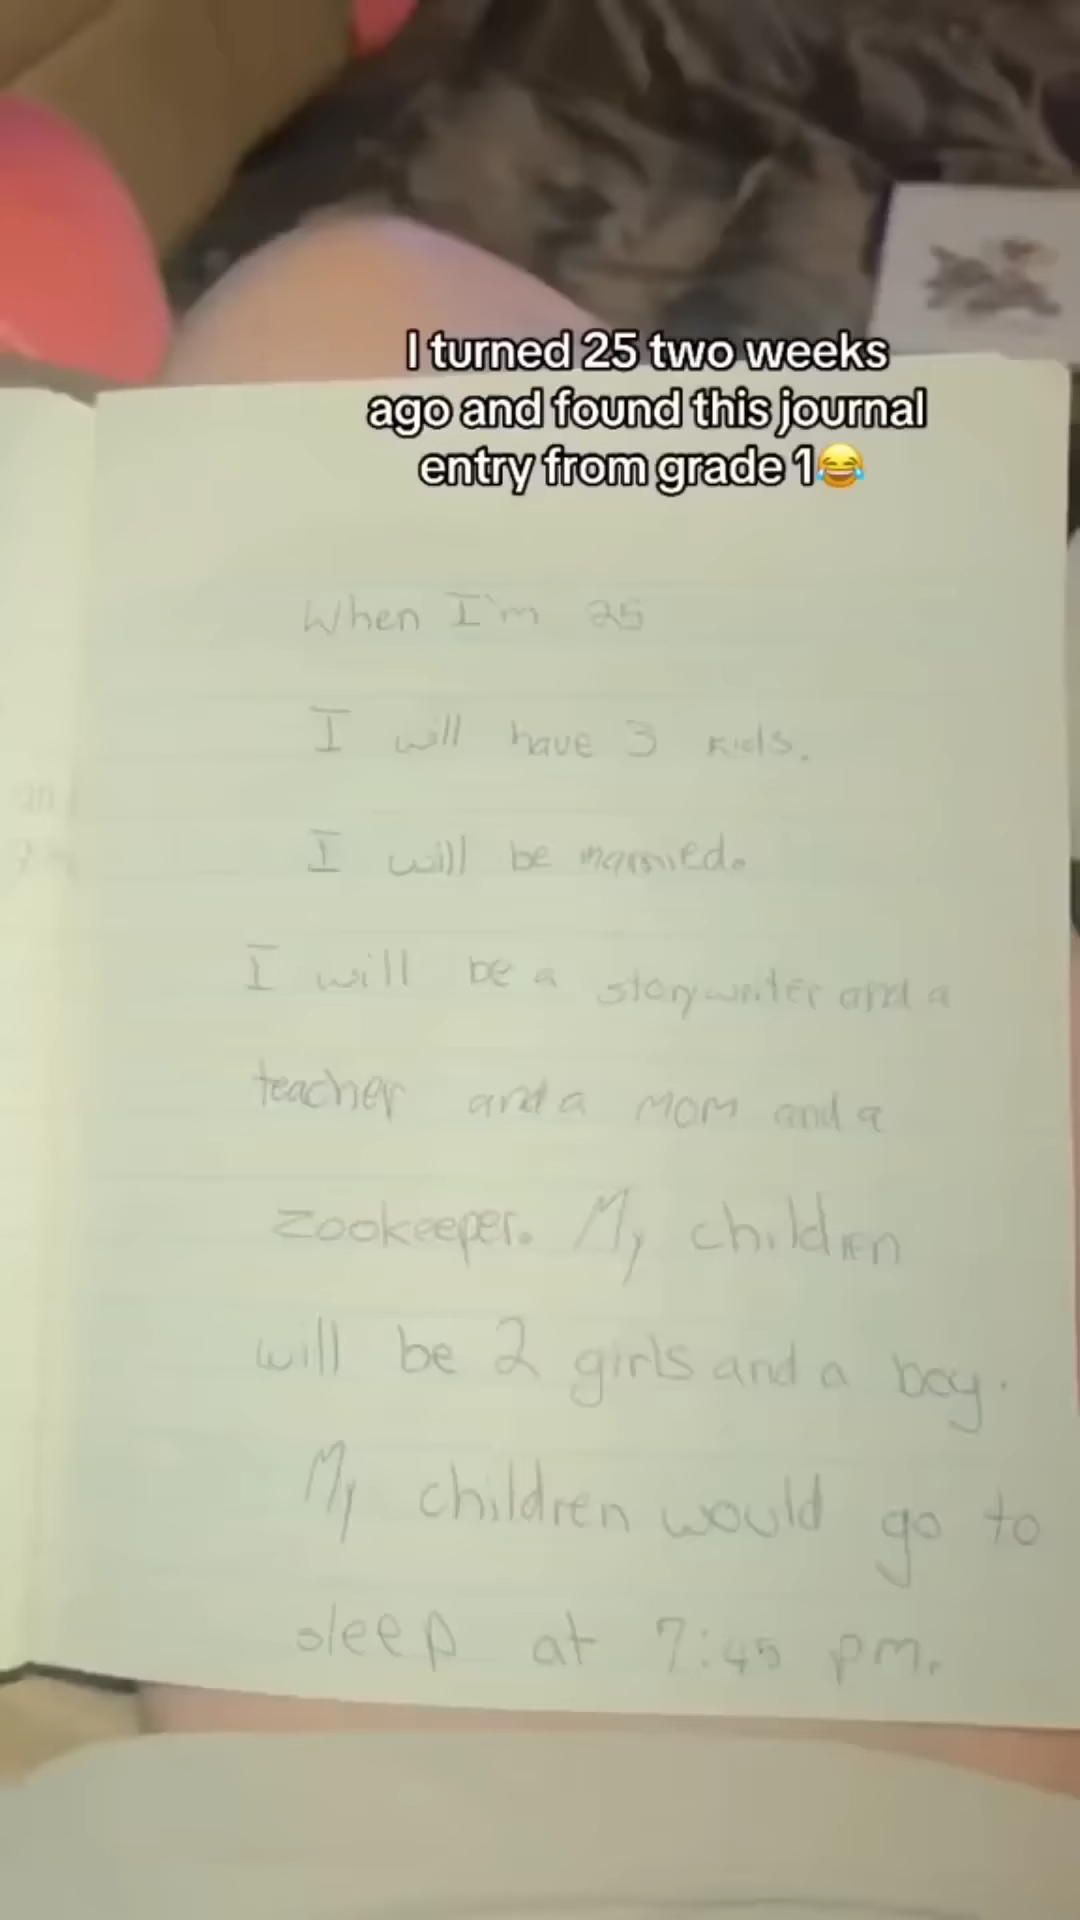 I turned 25 two weeks
ago and found this journal
entry from grade 1😂
When I'm 25
I will have 3 kids.
I will be married.
I will be a storywriter and a
teacher and a mom and a
zookeeper. My children
will be 2 girls and a boy.
My children would go to
sleep at 7:45 pm.